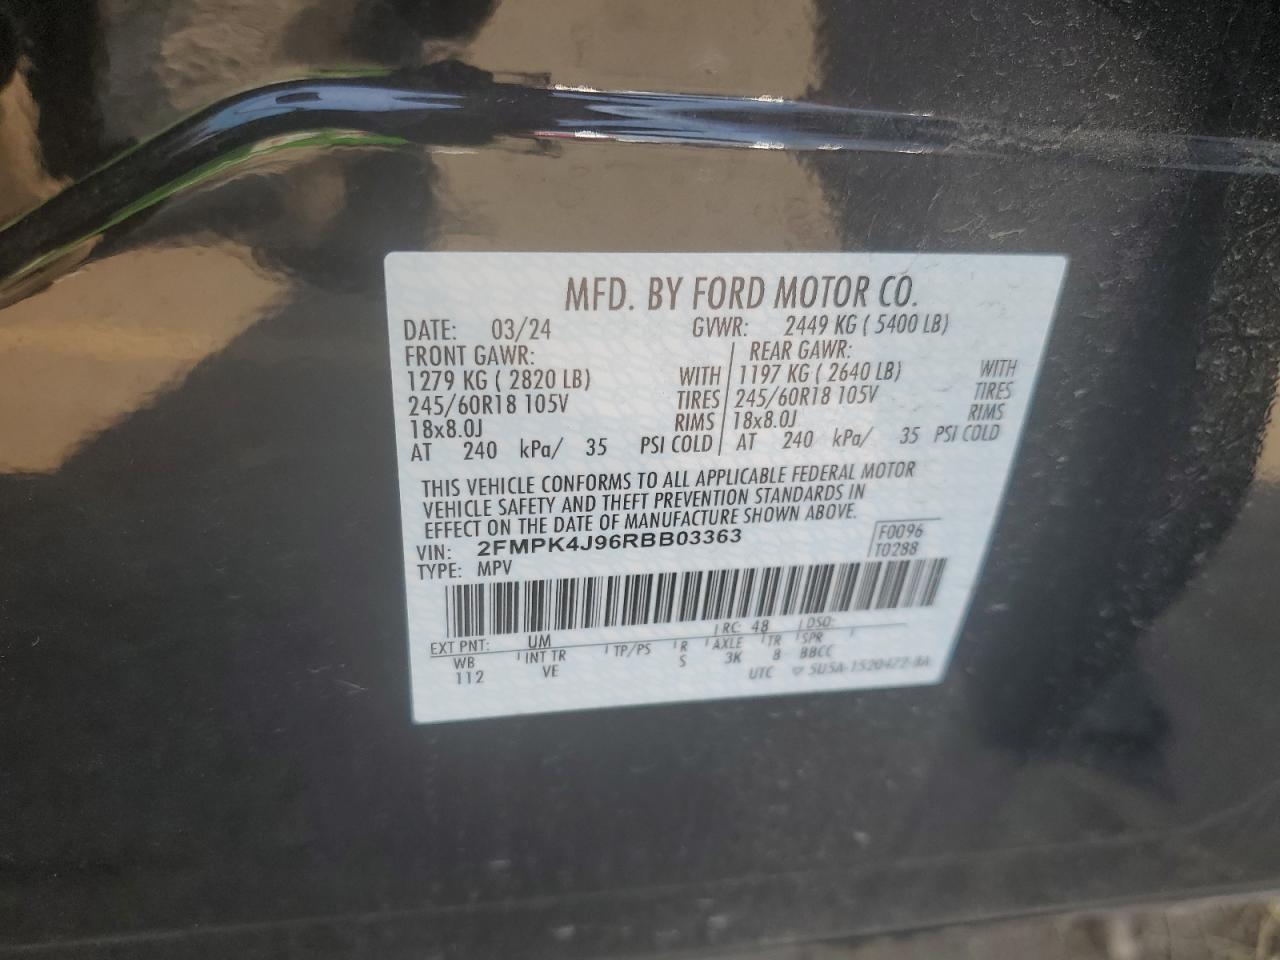 MFD. BY FORD MOTOR CO.
DATE: 03/24 GVWR: 2449 KG ( 5400 LB)
FRONT GAWR: REAR GAWR:
1279 KG ( 2820 LB) WITH 1197 KG ( 2640 LB) WITH
245/60R18 105V TIRES 245/60R18 105V TIRES
18x8.0J RIMS 18x8.0J RIMS
AT 240 kPa/ 35 PSI COLD AT 240 kPa/ 35 PSI COLD
THIS VEHICLE CONFORMS TO ALL APPLICABLE FEDERAL MOTOR
VEHICLE SAFETY AND THEFT PREVENTION STANDARDS IN
EFFECT ON THE DATE OF MANUFACTURE SHOWN ABOVE.
VIN: 2FMPK4J96RBB03363 F0096
TYPE: MPV T0288
EXT PNT: UM RC: 48 DSO:
WB INT TR TP/PS R AXLE TR SPR
112 VE S 3K 8 BBCC
UTC 5U5A-1520472-BA